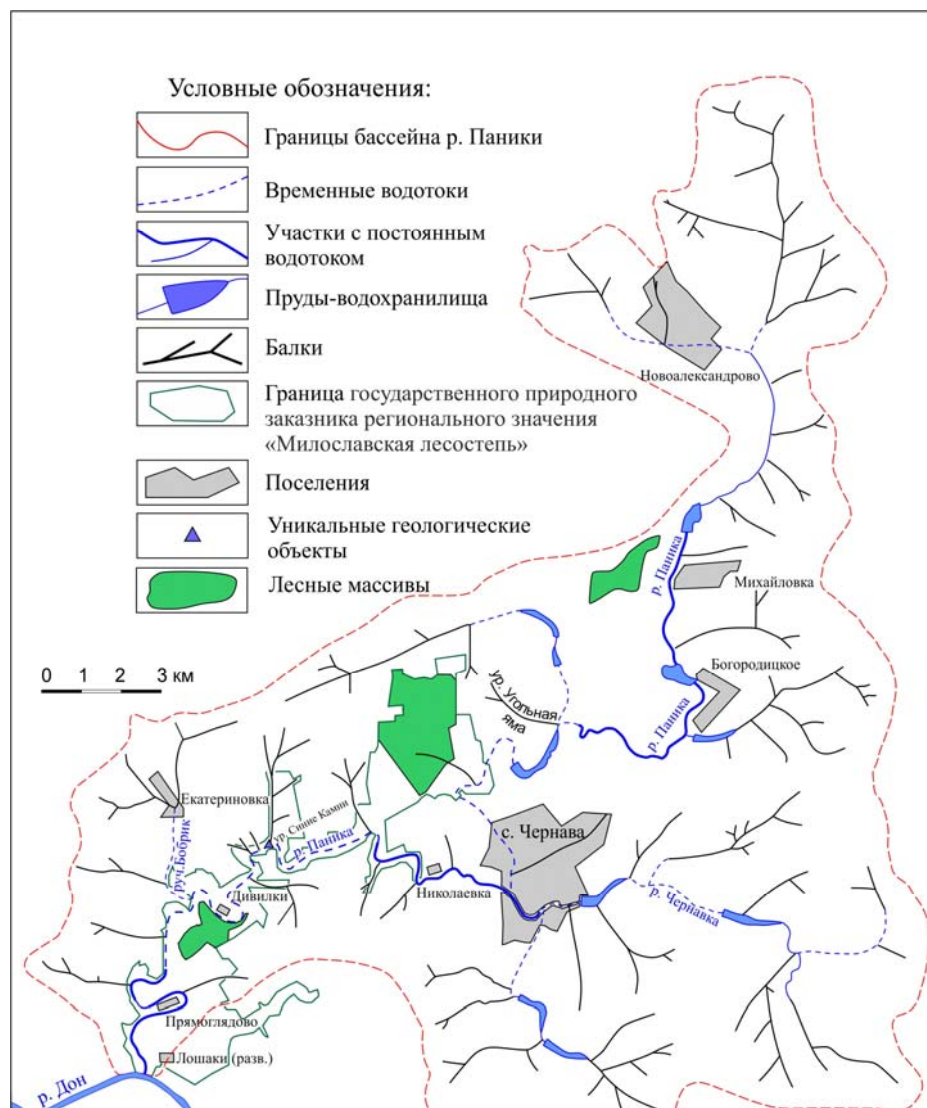 Условные обозначения:
Границы бассейна р. Паники
Временные водотоки
Участки с постоянным
водотоком
Пруды-водохранилища
Балки
Граница государственного природного
заказника регионального значения
«Милославская лесостепь»
Поселения
Уникальные геологические
объекты
Лесные массивы
0 1 2 3 км
Новоалександрово
р. Паника
Михайловка
Богородицкое
р. Паника
ур. Угольная
яма
Екатериновка
руч.Бобрик
ур. Синие Камни
р. Паника
с. Чернава
Николаевка
р. Чернавка
Дивилки
Прямоглядово
Лошаки (разв.)
р. Дон